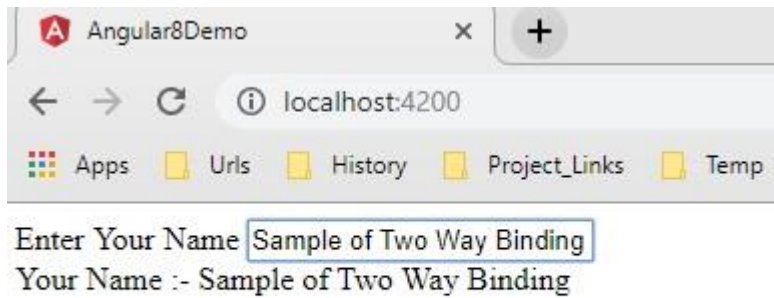 Angular8Demo
localhost:4200
Apps Urls History Project_Links Temp
Enter Your Name Sample of Two Way Binding
Your Name :- Sample of Two Way Binding